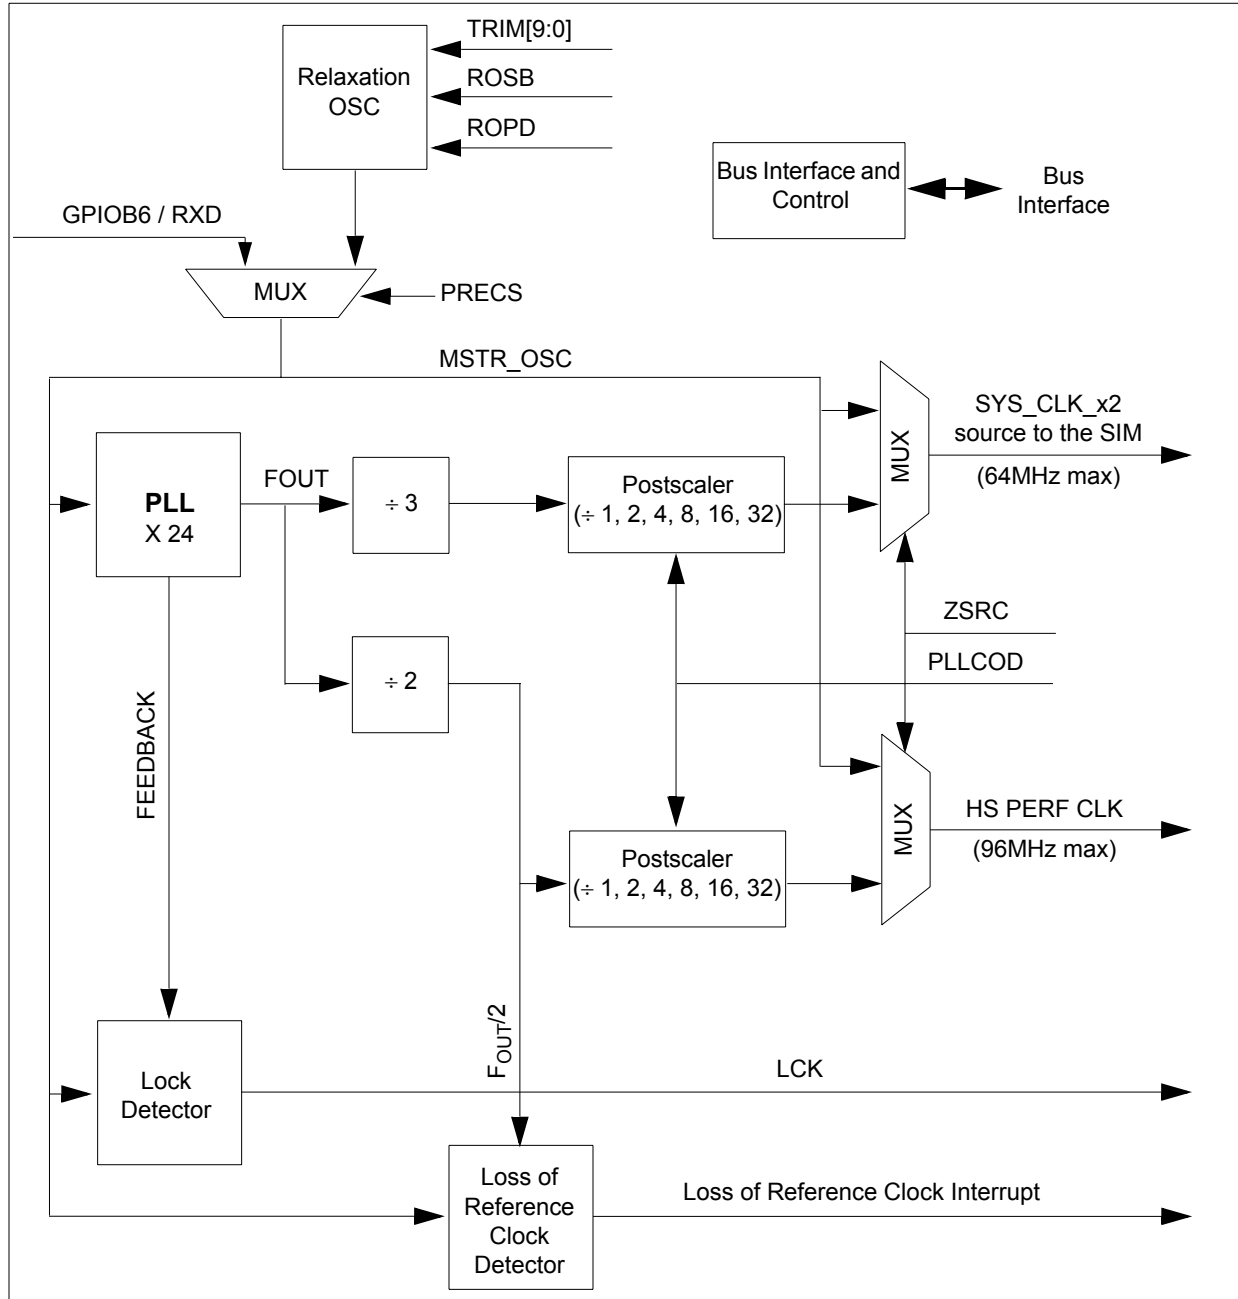 TRIM[9:0]
Relaxation
OSC
ROSB
ROPD
Bus Interface and
Control
Bus
Interface
GPIOB6 / RXD
MUX
PRECS
MSTR_OSC
PLL
X 24
FOUT
÷ 3
Postscaler
(÷ 1, 2, 4, 8, 16, 32)
MUX
SYS_CLK_x2
source to the SIM
(64MHz max)
ZSRC
PLLCOD
÷ 2
FEEDBACK
Postscaler
(÷ 1, 2, 4, 8, 16, 32)
MUX
HS PERF CLK
(96MHz max)
FOUT/2
Lock
Detector
LCK
Loss of
Reference
Clock
Detector
Loss of Reference Clock Interrupt